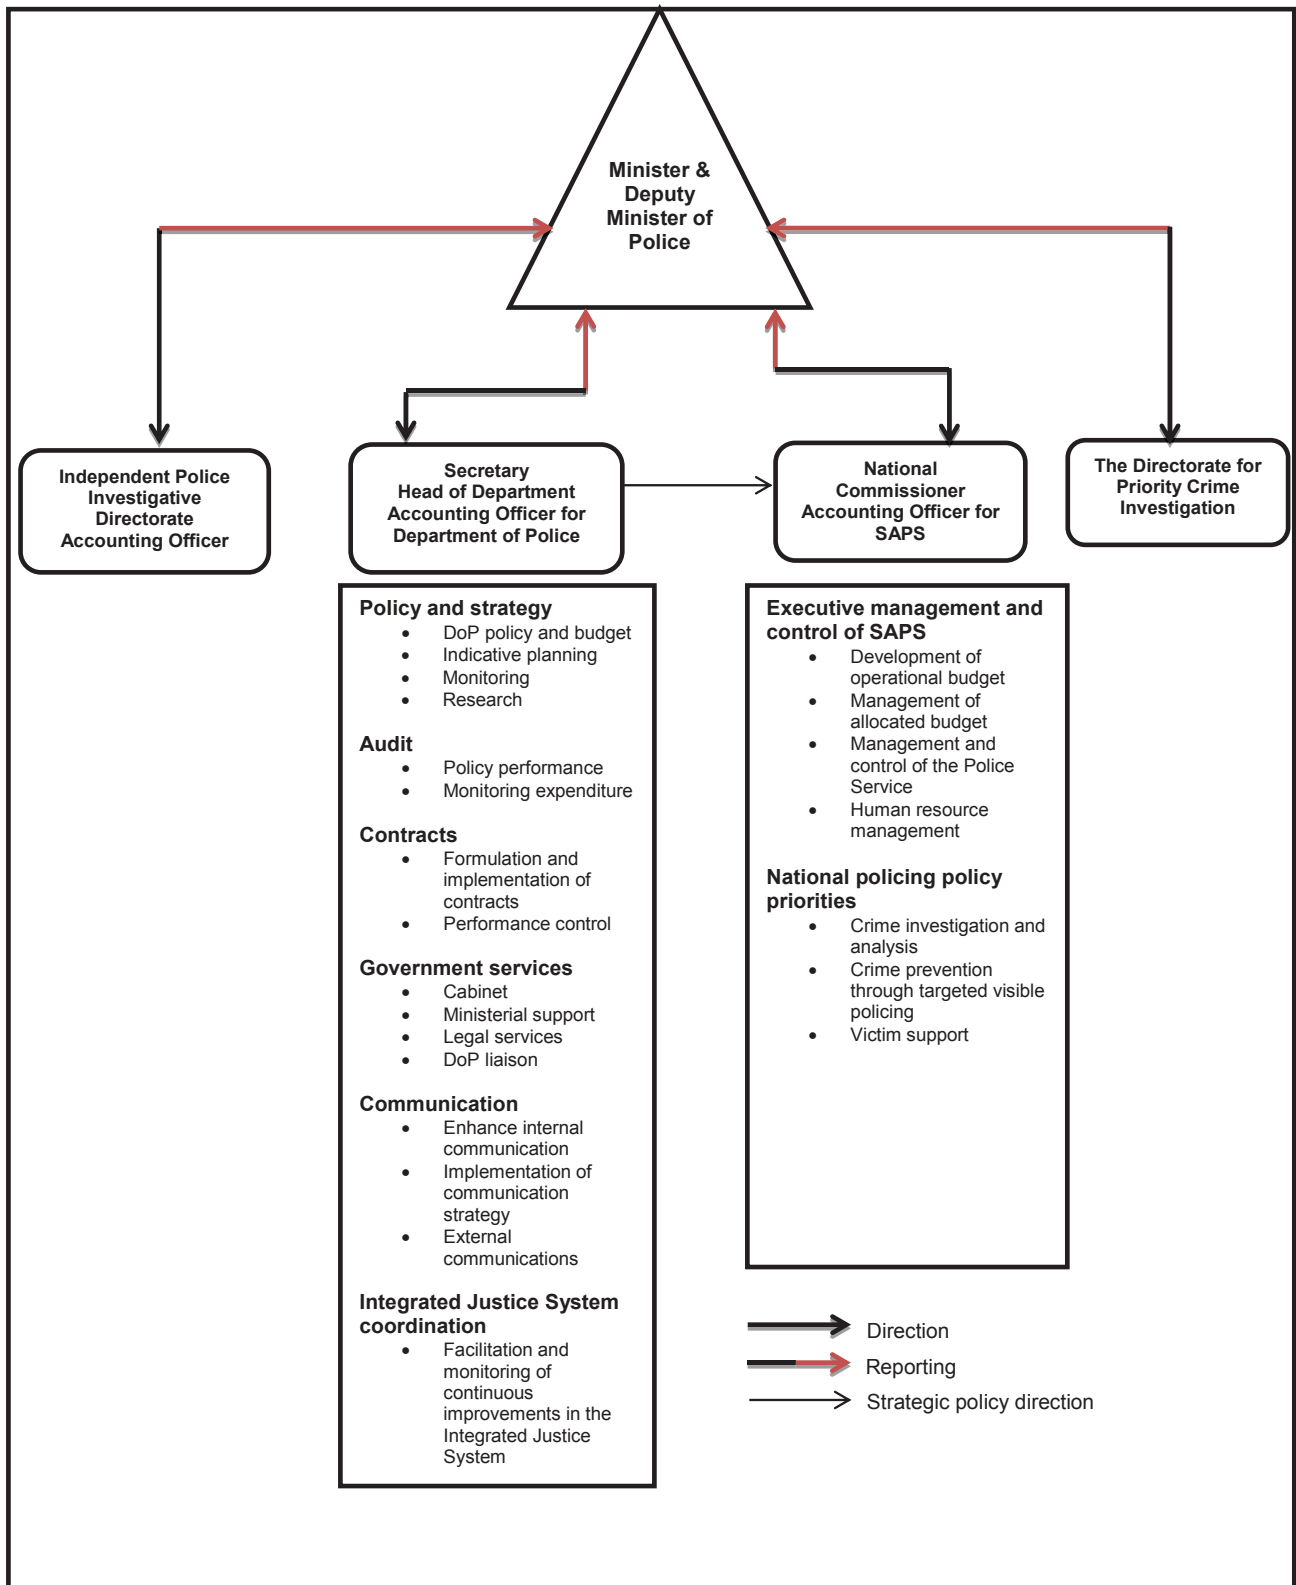 Minister &
Deputy
Minister of
Police
Independent Police
Investigative
Directorate
Accounting Officer
Secretary
Head of Department
Accounting Officer for
Department of Police
National
Commissioner
Accounting Officer for
SAPS
The Directorate for
Priority Crime
Investigation
Policy and strategy
• DoP policy and budget
• Indicative planning
• Monitoring
• Research
Audit
• Policy performance
• Monitoring expenditure
Contracts
• Formulation and
implementation of
contracts
• Performance control
Government services
• Cabinet
• Ministerial support
• Legal services
• DoP liaison
Communication
• Enhance internal
communication
• Implementation of
communication
strategy
• External
communications
Integrated Justice System
coordination
• Facilitation and
monitoring of
continuous
improvements in the
Integrated Justice
System
Executive management and
control of SAPS
• Development of
operational budget
• Management of
allocated budget
• Management and
control of the Police
Service
• Human resource
management
National policing policy
priorities
• Crime investigation and
analysis
• Crime prevention
through targeted visible
policing
• Victim support
Direction
Reporting
Strategic policy direction